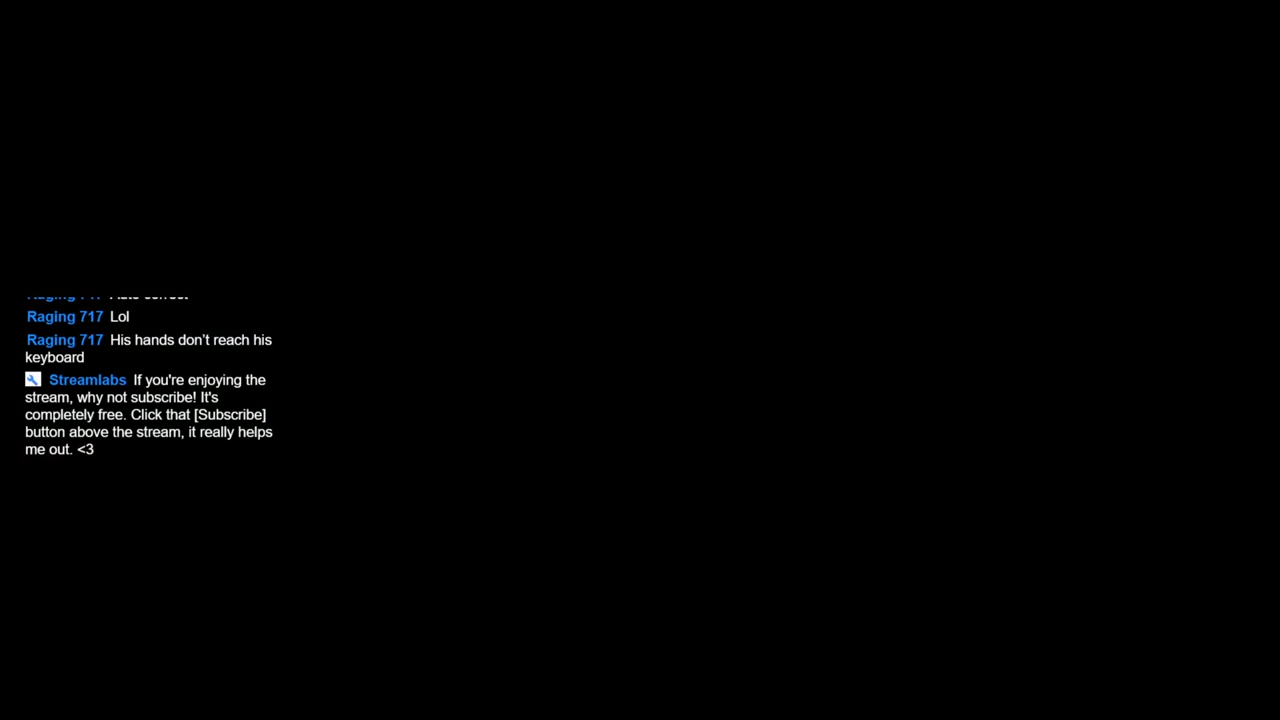 Raging 717 Lol
Raging 717 His hands don’t reach his
keyboard
Streamlabs If you're enjoying the
stream, why not subscribe! It's
completely free. Click that [Subscribe]
button above the stream, it really helps
me out. <3